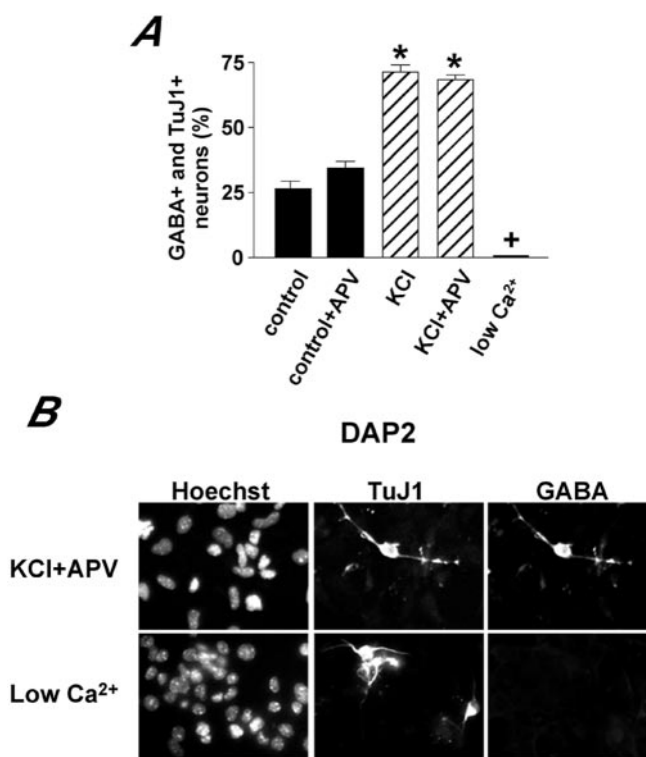 A
GABA+ and TuJ1+
neurons (%)
75
50
25
0
*
*
+
control
control+APV
KCl
KCl+APV
low Ca²⁺
B
DAP2
Hoechst TuJ1 GABA
KCl+APV
Low Ca²⁺